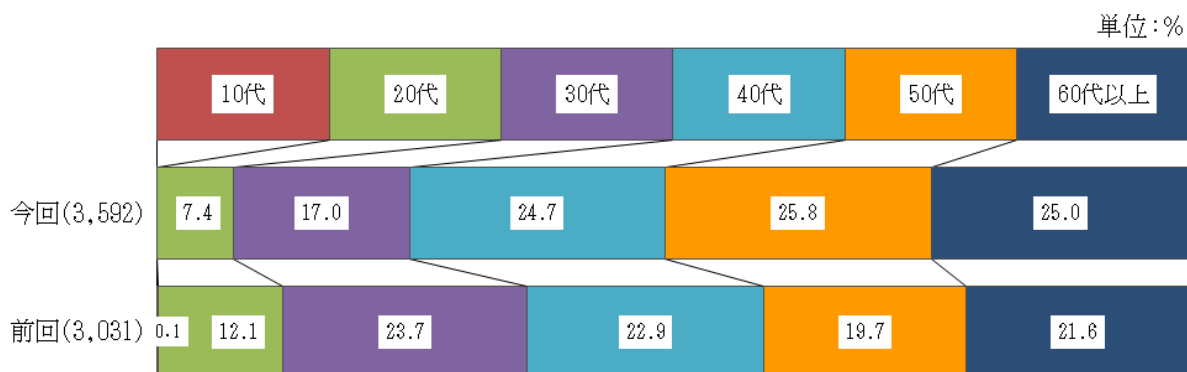 単位:%
10代 20代 30代 40代 50代 60代以上
今回(3,592) 7.4 17.0 24.7 25.8 25.0
前回(3,031) 0.1 12.1 23.7 22.9 19.7 21.6